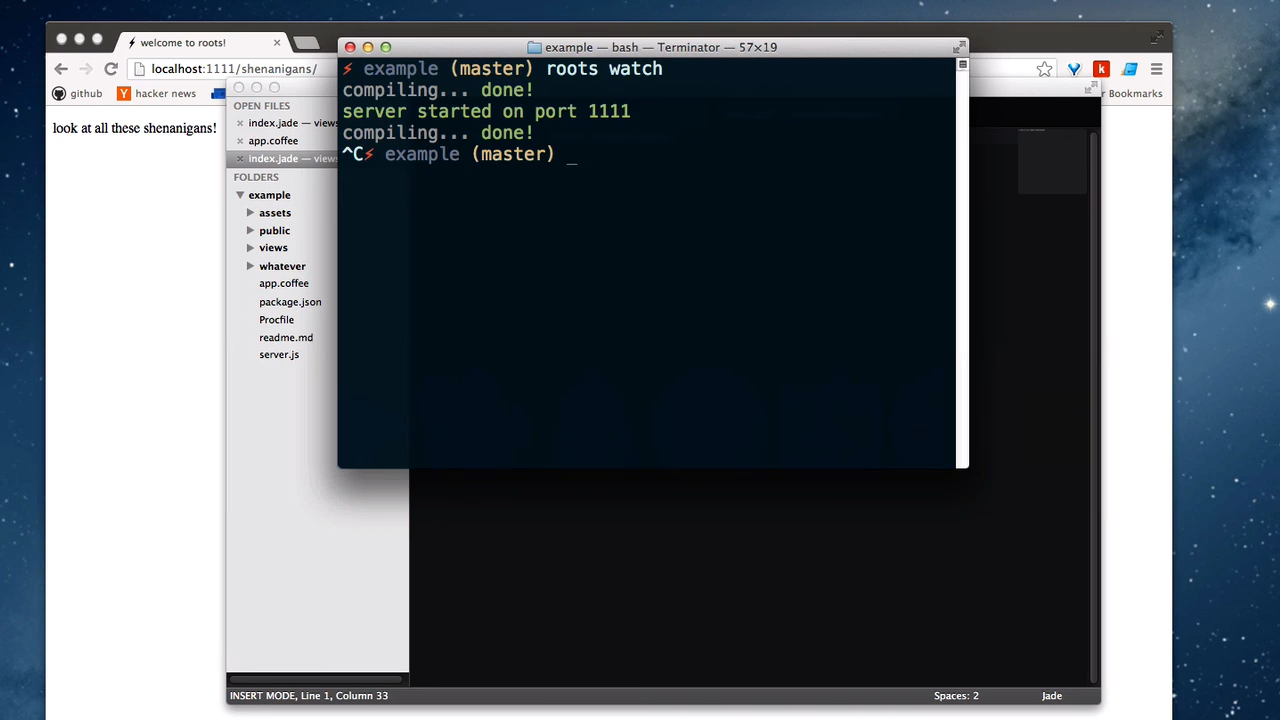 welcome to roots!
localhost:1111/shenanigans/
github
hacker news
Bookmarks
look at all these shenanigans!
OPEN FILES
index.jade — views
app.coffee
index.jade — views
FOLDERS
example
assets
public
views
whatever
app.coffee
package.json
Procfile
readme.md
server.js
example — bash — Terminator — 57×19
⚡ example (master) roots watch
compiling... done!
server started on port 1111
compiling... done!
^C⚡ example (master) _
INSERT MODE, Line 1, Column 33
Spaces: 2
Jade